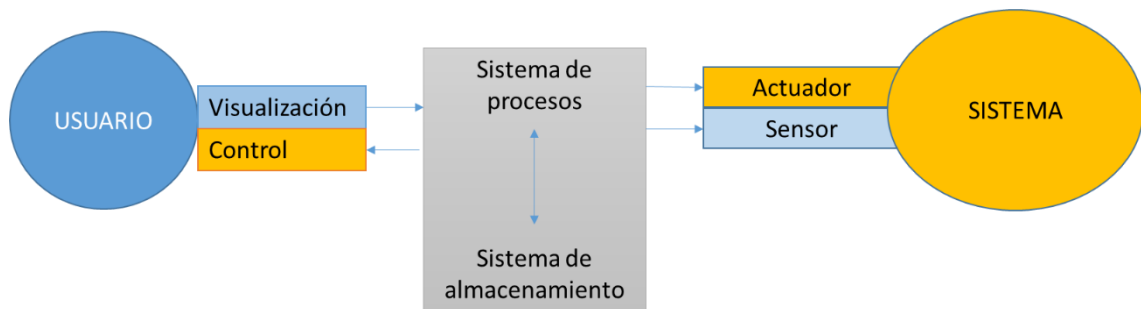 USUARIO
Visualización
Control
Sistema de
procesos
Sistema de
almacenamiento
Actuador
Sensor
SISTEMA